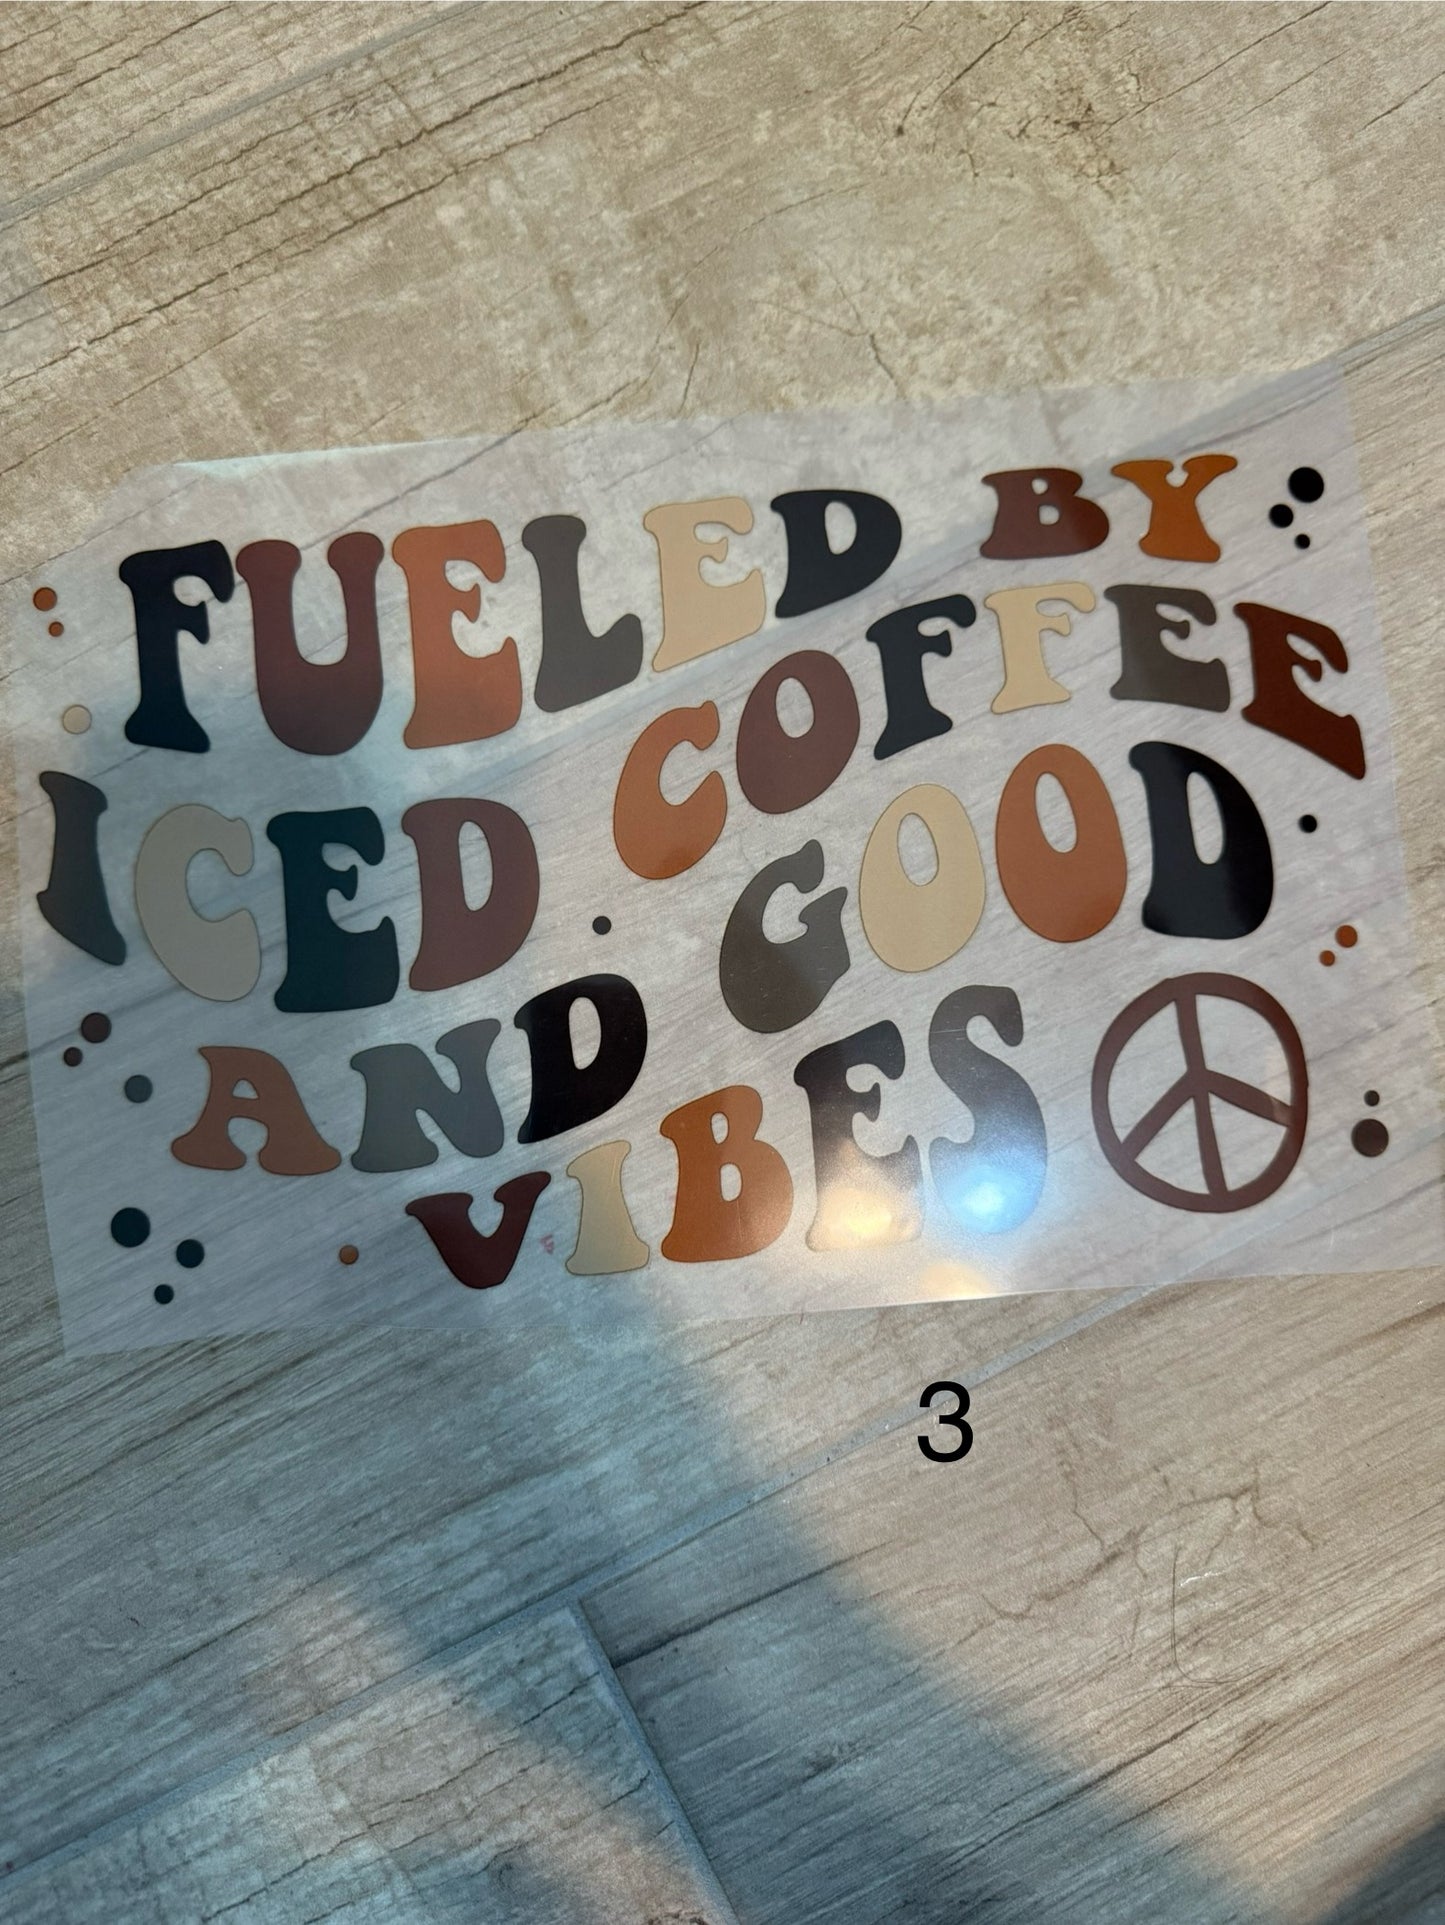 FUELED BY
ICED COFFEE
AND GOOD
VIBES
3